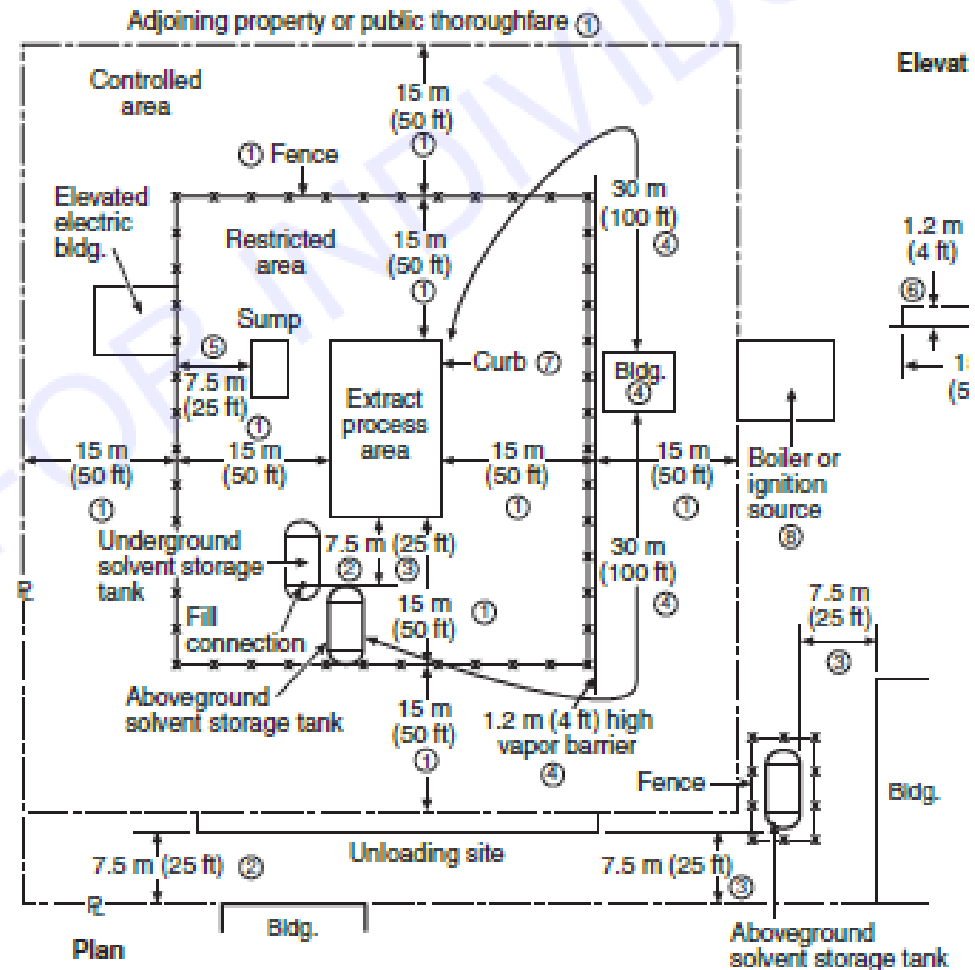 Adjoining property or public thoroughfare ①
Controlled
area
15 m
(50 ft)
①
① Fence
Elevated
electric
bldg.
Restricted
area
15 m
(50 ft)
①
30 m
(100 ft)
④
Elevat
1.2 m
(4 ft)
⑥
Sump
⑤
7.5 m
(25 ft)
①
Curb ⑦
Extract
process
area
Bldg.
④
15 m
(50 ft)
①
15 m
(50 ft)
15 m
(50 ft)
①
15 m
(50 ft)
①
Boiler or
ignition
source
⑧
Underground
solvent storage
tank
7.5 m (25 ft)
② ③
30 m
(100 ft)
④
PL
Fill
connection
15 m
(50 ft)
①
7.5 m
(25 ft)
③
Aboveground
solvent storage tank
15 m
(50 ft)
①
1.2 m (4 ft) high
vapor barrier
④
Fence
Bldg.
Unloading site
7.5 m (25 ft) ②
7.5 m (25 ft)
③
PL
Bldg.
Plan
Aboveground
solvent storage tank
FOR INDIVID